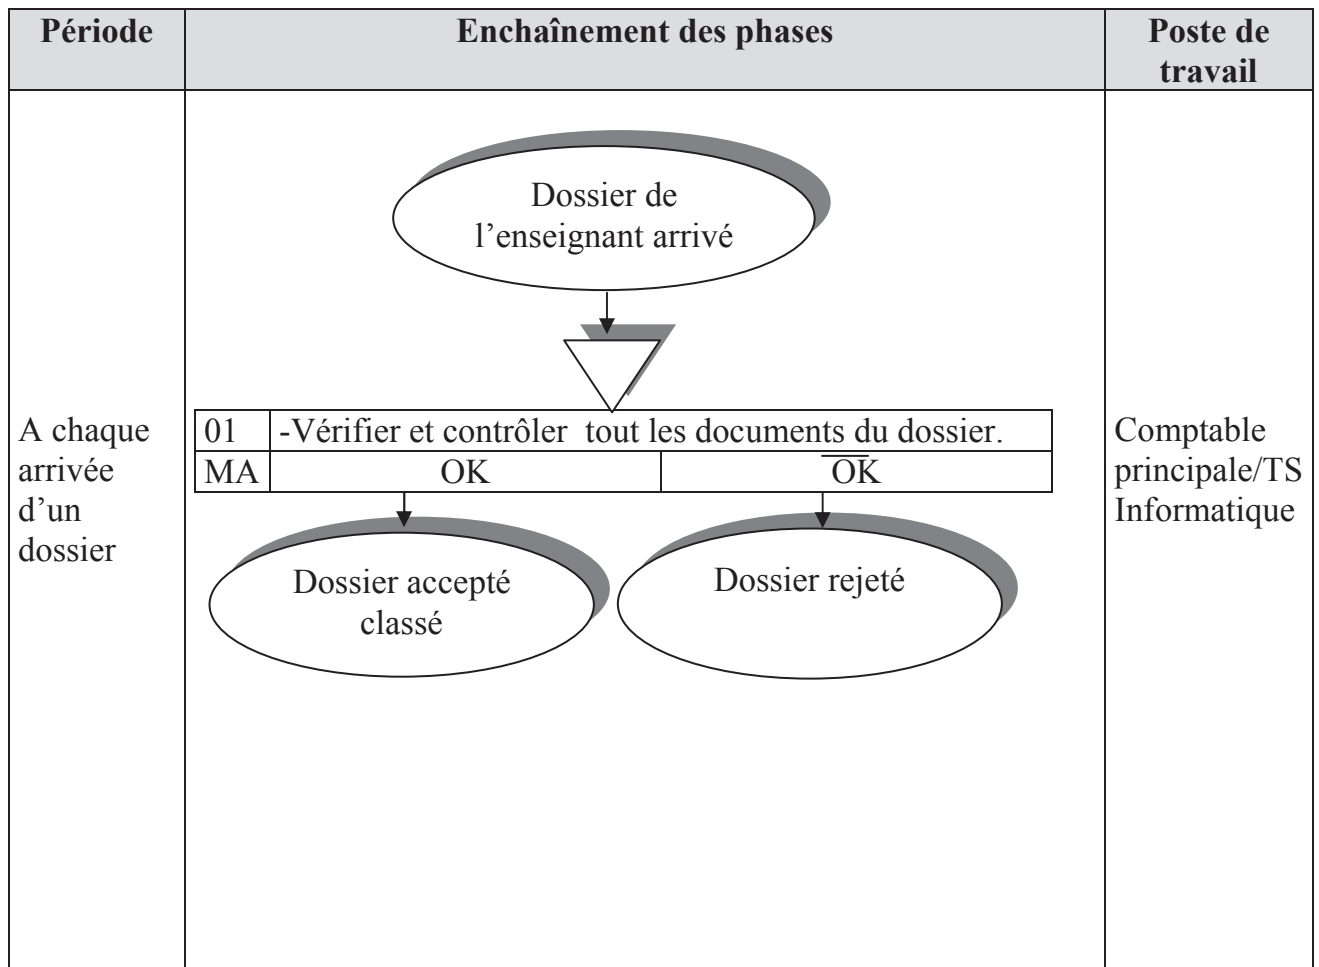 Période
Enchaînement des phases
Poste de
travail
Dossier de
l’enseignant arrivé
A chaque
arrivée
d’un
dossier
01 -Vérifier et contrôler tout les documents du dossier.
MA OK O̅K̅
Comptable
principale/TS
Informatique
Dossier accepté
classé
Dossier rejeté